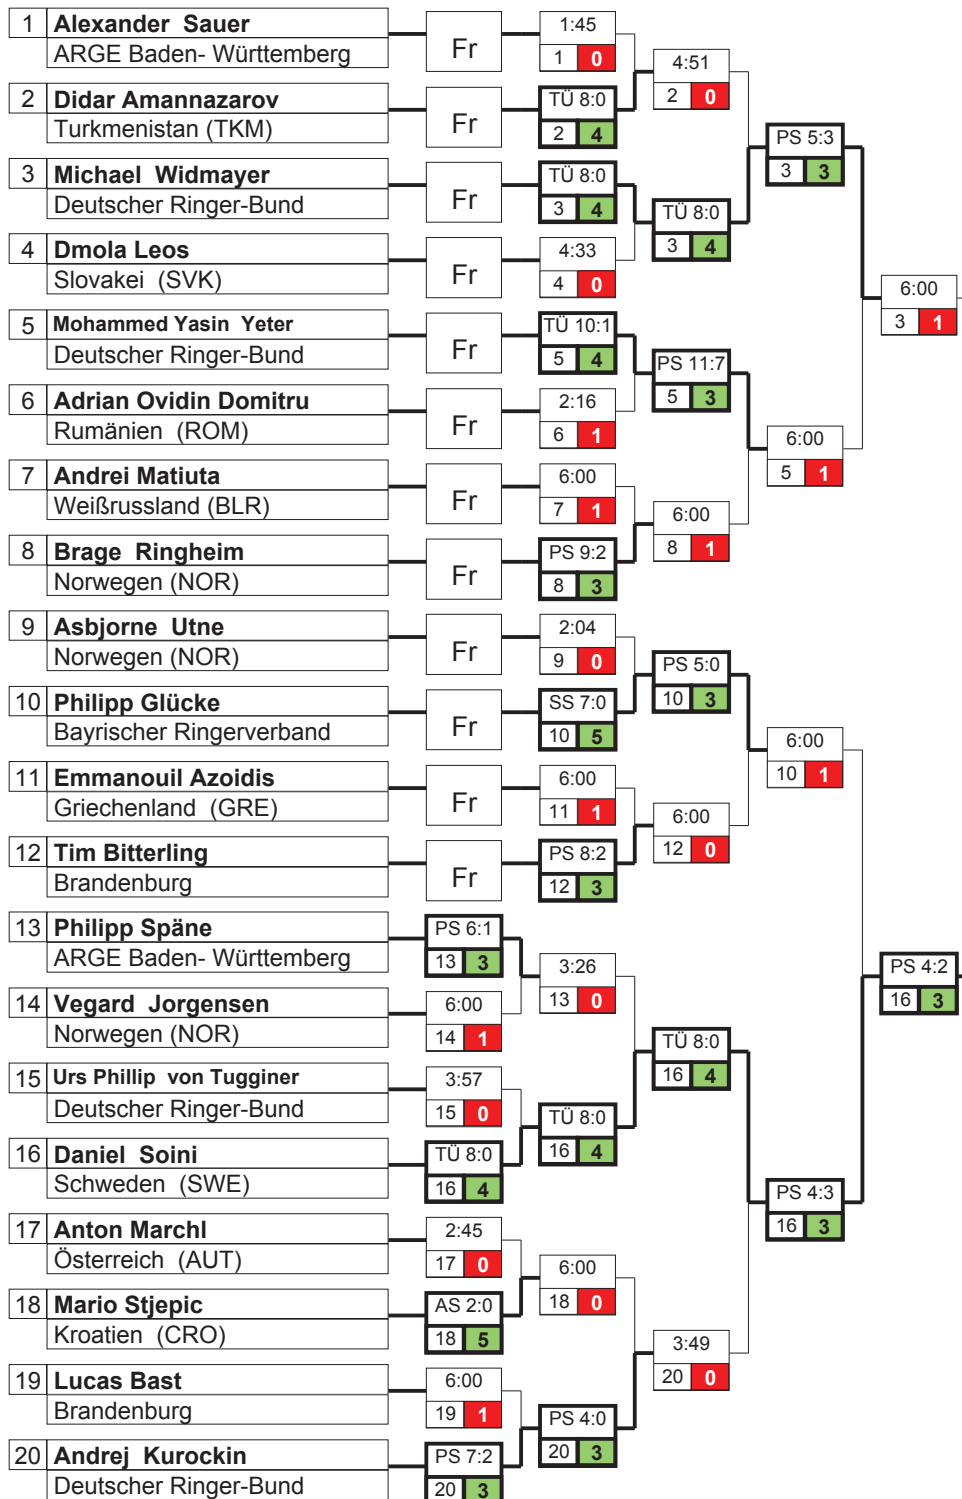 1 Alexander Sauer
ARGE Baden- Württemberg
Fr
1:45
1 0
4:51
2 0
2 Didar Amannazarov
Turkmenistan (TKM)
Fr
TÜ 8:0
2 4
PS 5:3
3 3
3 Michael Widmayer
Deutscher Ringer-Bund
Fr
TÜ 8:0
3 4
TÜ 8:0
3 4
4 Dmola Leos
Slovakei (SVK)
Fr
4:33
4 0
6:00
3 1
5 Mohammed Yasin Yeter
Deutscher Ringer-Bund
Fr
TÜ 10:1
5 4
PS 11:7
5 3
6 Adrian Ovidin Domitru
Rumänien (ROM)
Fr
2:16
6 1
6:00
5 1
7 Andrei Matiuta
Weißrussland (BLR)
Fr
6:00
7 1
6:00
8 1
8 Brage Ringheim
Norwegen (NOR)
Fr
PS 9:2
8 3
9 Asbjorne Utne
Norwegen (NOR)
Fr
2:04
9 0
PS 5:0
10 3
10 Philipp Glücke
Bayrischer Ringerverband
Fr
SS 7:0
10 5
6:00
10 1
11 Emmanouil Azoidis
Griechenland (GRE)
Fr
6:00
11 1
6:00
12 0
12 Tim Bitterling
Brandenburg
Fr
PS 8:2
12 3
13 Philipp Späne
ARGE Baden- Württemberg
PS 6:1
13 3
3:26
13 0
PS 4:2
16 3
14 Vegard Jorgensen
Norwegen (NOR)
6:00
14 1
TÜ 8:0
16 4
15 Urs Phillip von Tugginer
Deutscher Ringer-Bund
3:57
15 0
TÜ 8:0
16 4
16 Daniel Soini
Schweden (SWE)
TÜ 8:0
16 4
PS 4:3
16 3
17 Anton Marchl
Österreich (AUT)
2:45
17 0
6:00
18 0
18 Mario Stjepic
Kroatien (CRO)
AS 2:0
18 5
3:49
20 0
19 Lucas Bast
Brandenburg
6:00
19 1
PS 4:0
20 3
20 Andrej Kurockin
Deutscher Ringer-Bund
PS 7:2
20 3